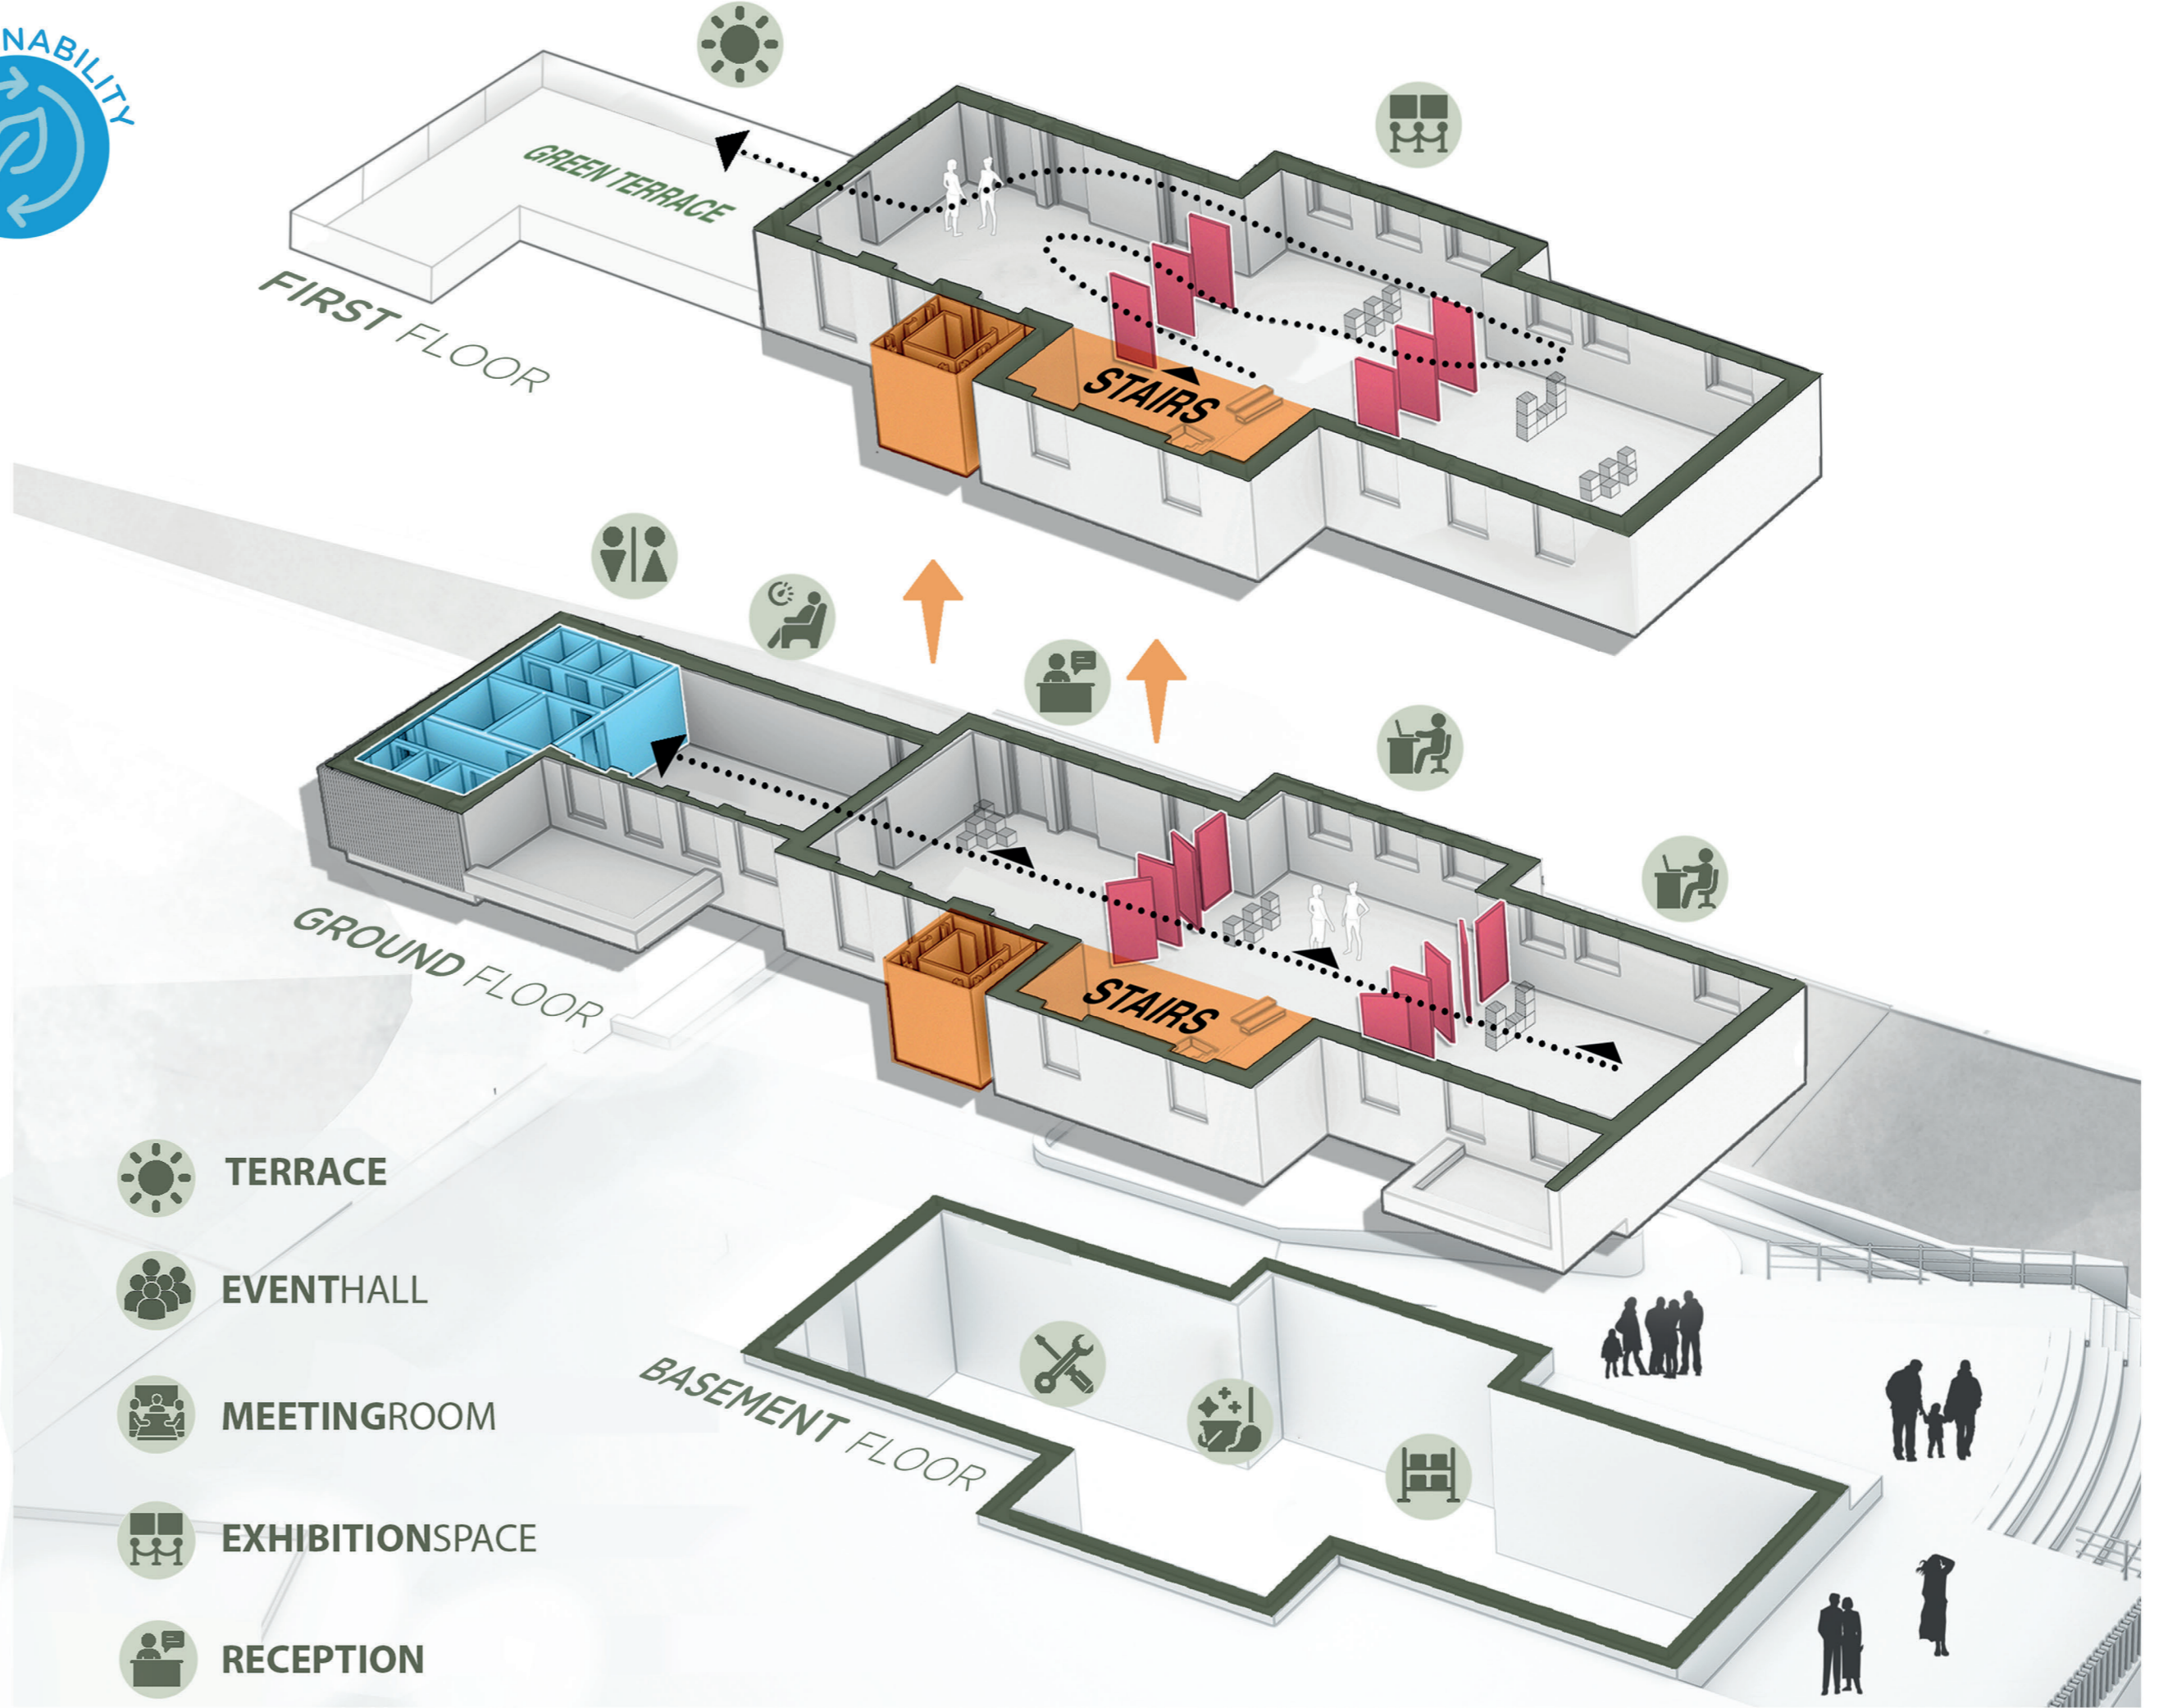 NABILITY
GREEN TERRACE
FIRST FLOOR
STAIRS
GROUND FLOOR
STAIRS
BASEMENT FLOOR
TERRACE
EVENTHALL
MEETINGROOM
EXHIBITIONSPACE
RECEPTION